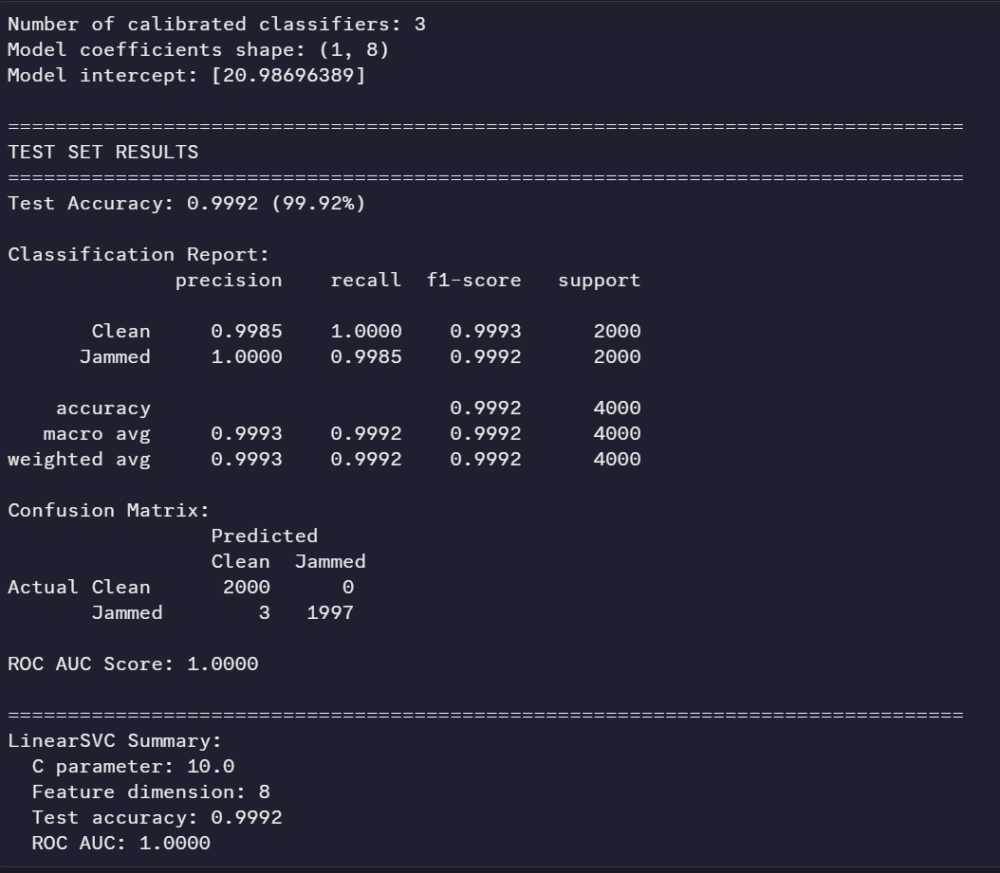 Number of calibrated classifiers: 3
Model coefficients shape: (1, 8)
Model intercept: [20.98696389]
================================================================================
TEST SET RESULTS
================================================================================
Test Accuracy: 0.9992 (99.92%)
Classification Report:
              precision    recall  f1-score   support
       Clean     0.9985    1.0000    0.9993      2000
      Jammed     1.0000    0.9985    0.9992      2000
    accuracy                         0.9992      4000
   macro avg     0.9993    0.9992    0.9992      4000
weighted avg     0.9993    0.9992    0.9992      4000
Confusion Matrix:
                 Predicted
                 Clean  Jammed
Actual Clean      2000      0
       Jammed        3   1997
ROC AUC Score: 1.0000
================================================================================
LinearSVC Summary:
  C parameter: 10.0
  Feature dimension: 8
  Test accuracy: 0.9992
  ROC AUC: 1.0000